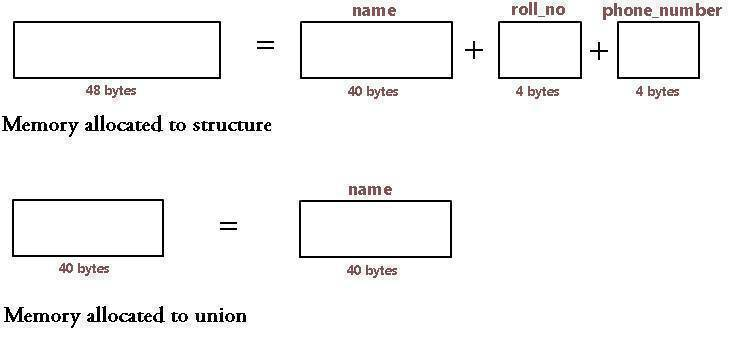 name roll_no phone_number
= + +
48 bytes 40 bytes 4 bytes 4 bytes
Memory allocated to structure
name
=
40 bytes 40 bytes
Memory allocated to union